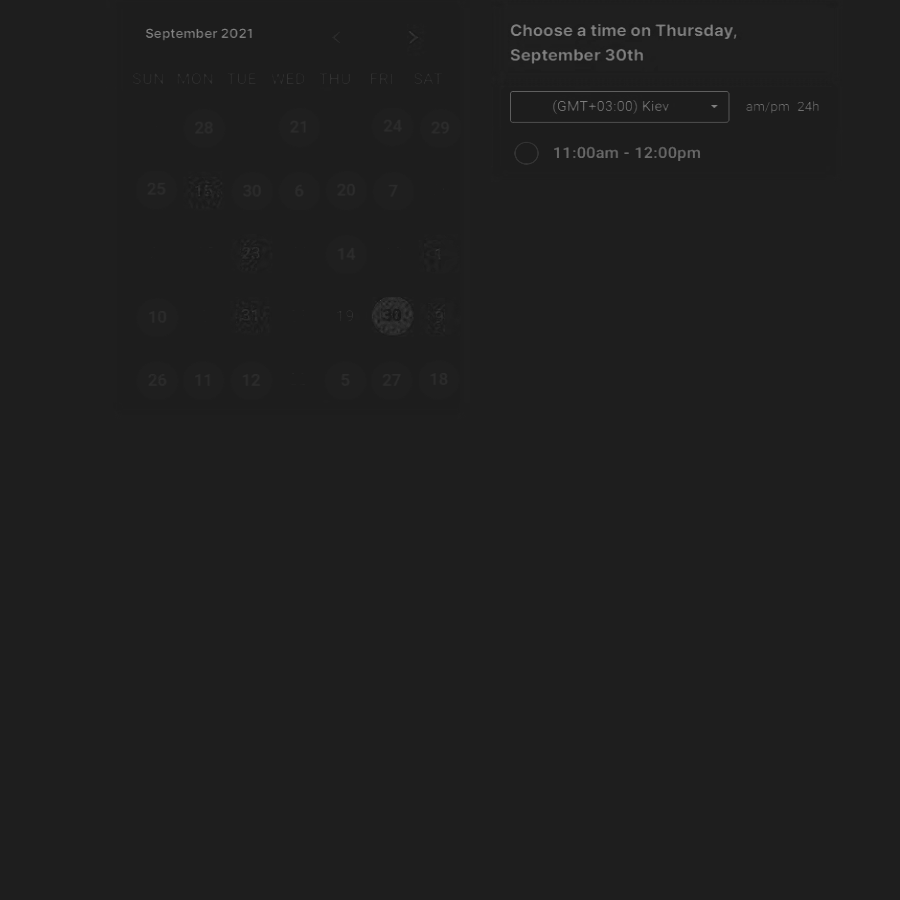 September 2021
SUN MON TUE WED THU FRI SAT
28 21 24 29
25 15 30 6 20 7
23 14
10 31 19 30
26 11 12 5 27 18
Choose a time on Thursday,
September 30th
(GMT+03:00) Kiev am/pm 24h
11:00am - 12:00pm